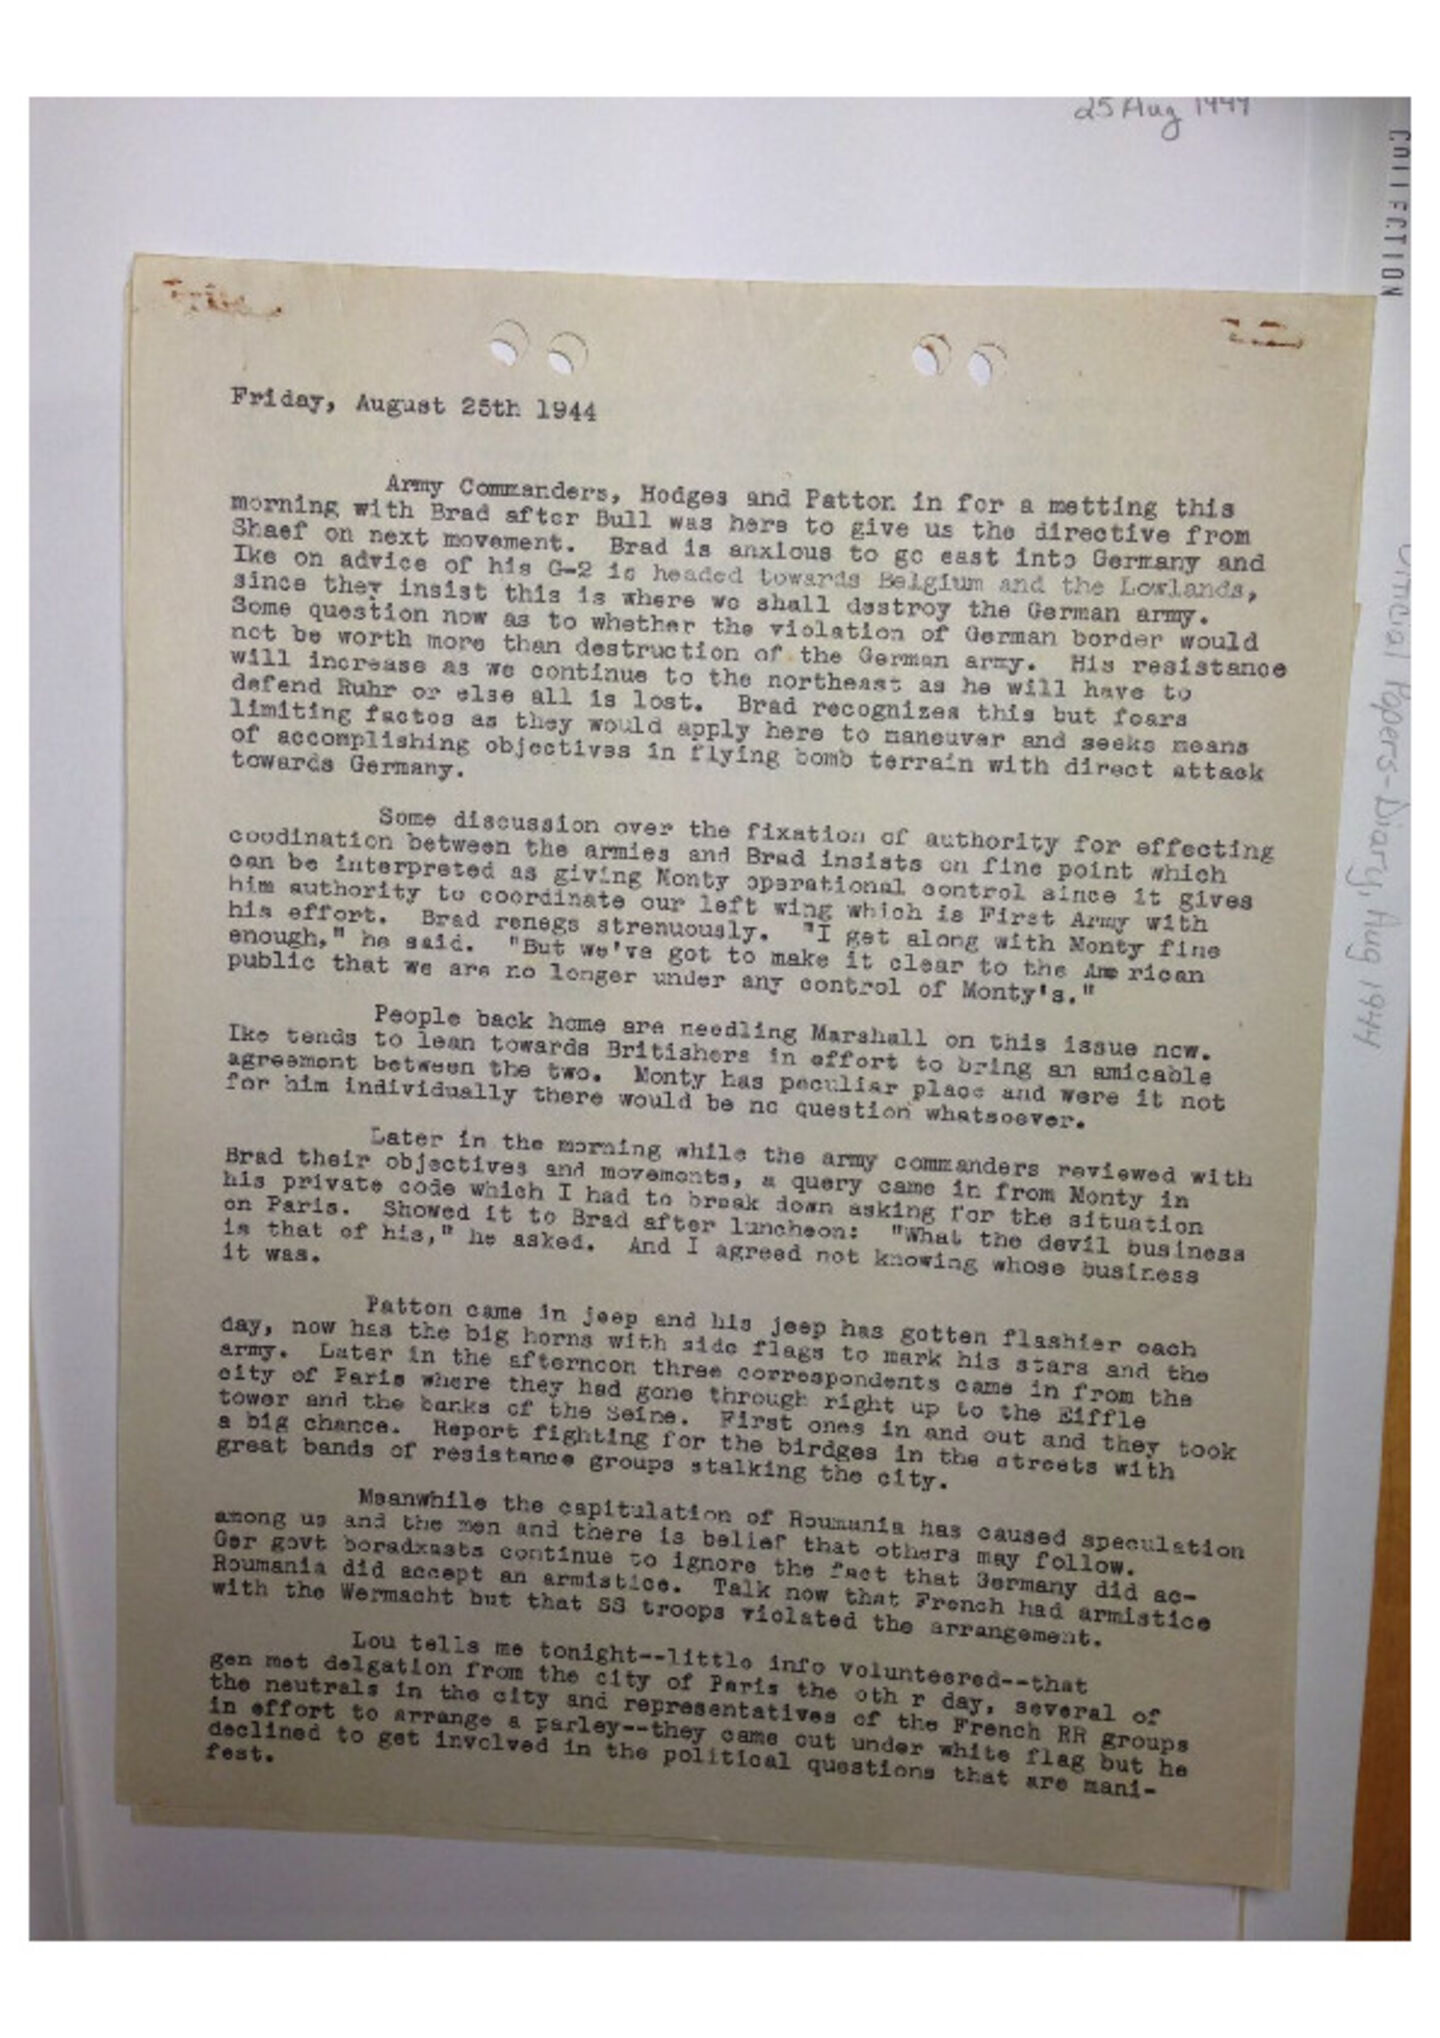 25 Aug 1944
COLLECTION
Official Papers-Diary, Aug 1944
Friday, August 25th 1944
Army Commanders, Hodges and Patton in for a metting this
morning with Brad after Bull was here to give us the directive from
Shaef on next movement. Brad is anxious to go east into Germany and
Ike on advice of his G-2 is headed towards Belgium and the Lowlands,
since they insist this is where we shall destroy the German army.
Some question now as to whether the violation of German border would
not be worth more than destruction of the German army. His resistance
will increase as we continue to the northeast as he will have to
defend Ruhr or else all is lost. Brad recognizes this but fears
limiting factos as they would apply here to maneuver and seeks means
of accomplishing objectives in flying bomb terrain with direct attack
towards Germany.
Some discussion over the fixation of authority for effecting
coodination between the armies and Brad insists on fine point which
can be interpreted as giving Monty operational control since it gives
him authority to coordinate our left wing which is First Army with
his effort. Brad renegs strenuously. "I get along with Monty fine
enough," he said. "But we've got to make it clear to the Ame rican
public that we are no longer under any control of Monty's."
People back home are needling Marshall on this issue now.
Ike tends to lean towards Britishers in effort to bring an amicable
agreement between the two. Monty has peculiar place and were it not
for him individually there would be no question whatsoever.
Later in the morning while the army commanders reviewed with
Brad their objectives and movements, a query came in from Monty in
his private code which I had to break down asking for the situation
on Paris. Showed it to Brad after luncheon: "What the devil business
is that of his," he asked. And I agreed not knowing whose business
it was.
Patton came in jeep and his jeep has gotten flashier each
day, now has the big horns with side flags to mark his stars and the
army. Later in the afternoon three correspondents came in from the
city of Paris where they had gone through right up to the Eiffle
tower and the banks of the Seine. First ones in and out and they took
a big chance. Report fighting for the birdges in the streets with
great bands of resistance groups stalking the city.
Meanwhile the capitulation of Roumania has caused speculation
among us and the men and there is belief that others may follow.
Ger govt boradxasts continue to ignore the fact that Germany did ac-
Roumania did accept an armistice. Talk now that French had armistice
with the Wermacht but that SS troops violated the arrangement.
Lou tells me tonight--little info volunteered--that
gen met delgation from the city of Paris the oth r day, several of
the neutrals in the city and representatives of the French RR groups
in effort to arrange a parley--they came out under white flag but he
declined to get involved in the political questions that are mani-
fest.